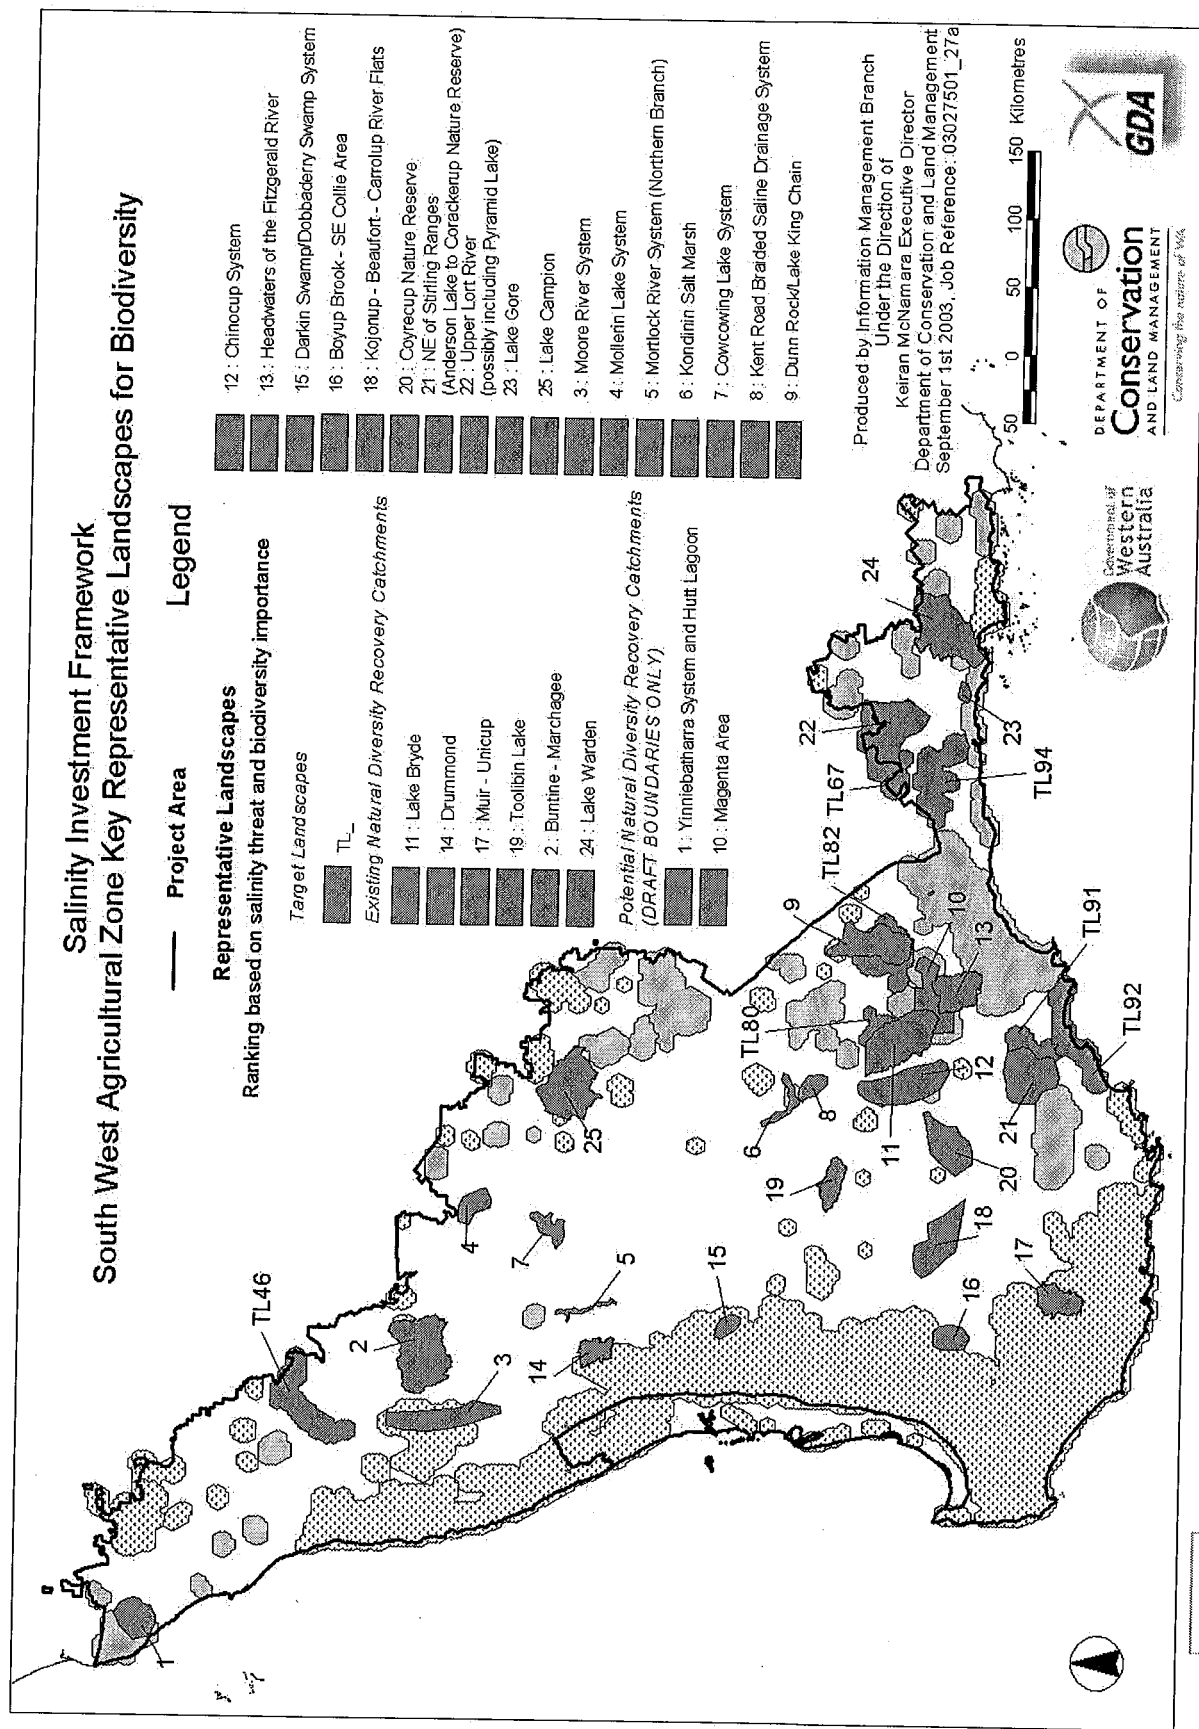 Salinity Investment Framework
South West Agricultural Zone Key Representative Landscapes for Biodiversity
Project Area
Legend
Representative Landscapes
Ranking based on salinity threat and biodiversity importance
Target Landscapes
TL_
Existing Natural Diversity Recovery Catchments
11 : Lake Bryde
14 : Drummond
17 : Muir - Unicup
19 : Toolibin Lake
2 : Buntine - Marchagee
24 : Lake Warden
Potential Natural Diversity Recovery Catchments
(DRAFT BOUNDARIES ONLY)
1 : Yinniebatharra System and Hutt Lagoon
10 : Magenta Area
12 : Chinocup System
13 : Headwaters of the Fitzgerald River
15 : Darkin Swamp/Dobbaderry Swamp System
16 : Boyup Brook - SE Collie Area
18 : Kojonup - Beaufort - Carrolup River Flats
20 : Coyrecup Nature Reserve
21 : NE of Stirling Ranges
(Anderson Lake to Corackerup Nature Reserve)
22 : Upper Lort River
(possibly including Pyramid Lake)
23 : Lake Gore
25 : Lake Campion
3 : Moore River System
4 : Mollerin Lake System
5 : Mortlock River System (Northern Branch)
6 : Kondinin Salt Marsh
7 : Cowcowing Lake System
8 : Kent Road Braided Saline Drainage System
9 : Dunn Rock/Lake King Chain
Produced by Information Management Branch
Under the Direction of
Keiran McNamara Executive Director
Department of Conservation and Land Management
September 1st 2003, Job Reference: 03027501_27a
50 0 50 100 150 Kilometres
Government of
Western
Australia
DEPARTMENT OF
Conservation
AND LAND MANAGEMENT
Conserving the nature of WA
GDA
1
TL46
2
3
4
7
5
14
25
15
6
8
19
TL80
9
TL82
10
13
11
12
20
18
16
17
21
TL91
TL92
TL67
22
24
23
TL94